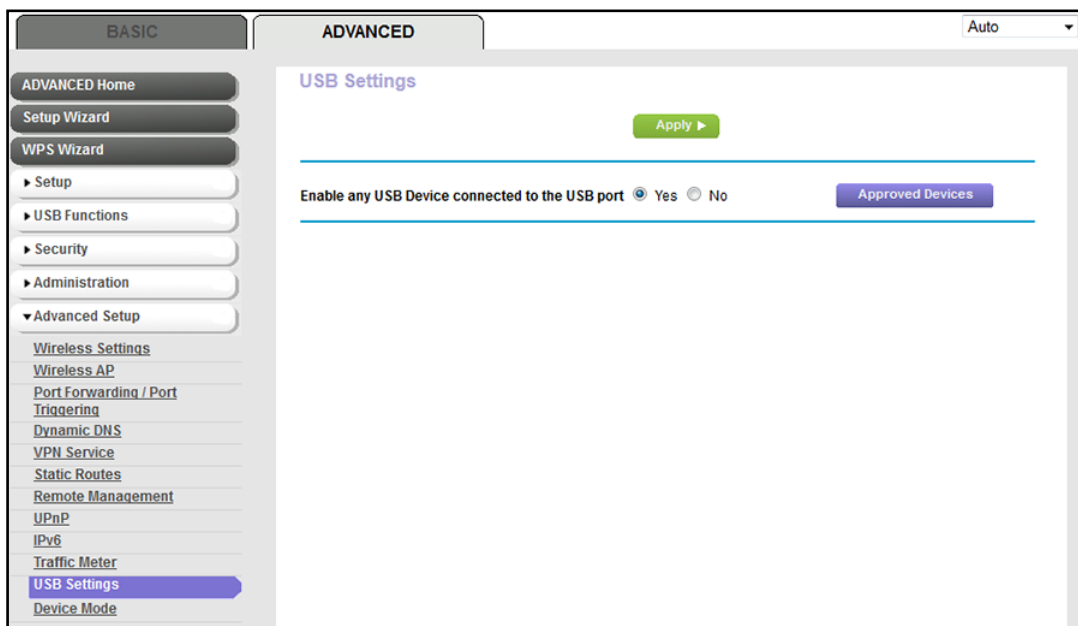 BASIC
ADVANCED
Auto
ADVANCED Home
Setup Wizard
WPS Wizard
Setup
USB Functions
Security
Administration
Advanced Setup
Wireless Settings
Wireless AP
Port Forwarding / Port
Triggering
Dynamic DNS
VPN Service
Static Routes
Remote Management
UPnP
IPv6
Traffic Meter
USB Settings
Device Mode
USB Settings
Apply
Enable any USB Device connected to the USB port Yes No
Approved Devices